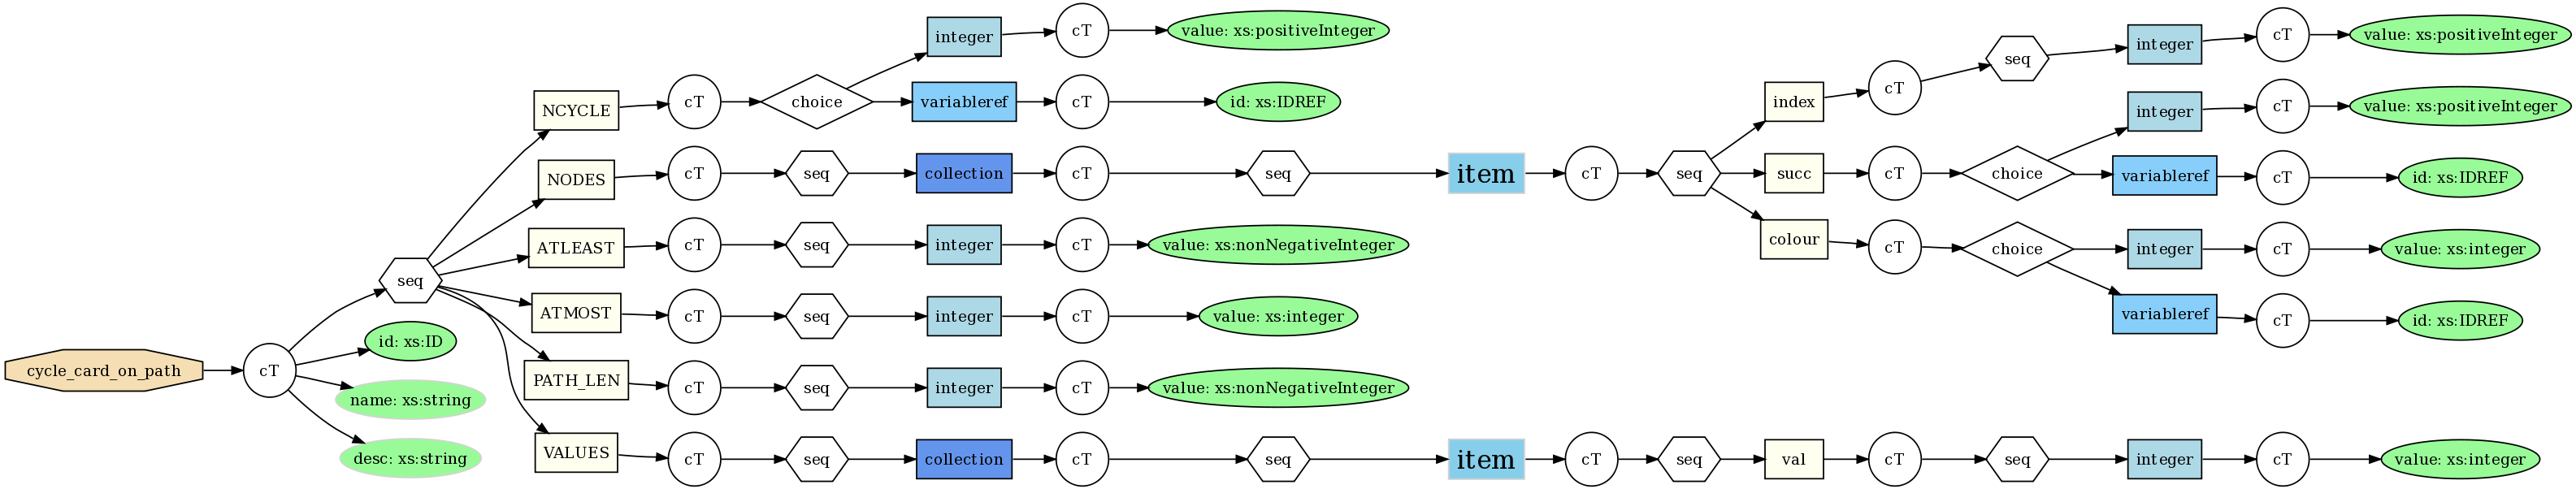 cycle_card_on_path
cT
seq
id: xs:ID
name: xs:string
desc: xs:string
NCYCLE
cT
choice
integer
cT
value: xs:positiveInteger
variableref
cT
id: xs:IDREF
NODES
cT
seq
collection
cT
seq
item
cT
seq
index
cT
seq
integer
cT
value: xs:positiveInteger
succ
cT
choice
integer
cT
value: xs:positiveInteger
variableref
cT
id: xs:IDREF
colour
cT
choice
integer
cT
value: xs:integer
variableref
cT
id: xs:IDREF
ATLEAST
cT
seq
integer
cT
value: xs:nonNegativeInteger
ATMOST
cT
seq
integer
cT
value: xs:integer
PATH_LEN
cT
seq
integer
cT
value: xs:nonNegativeInteger
VALUES
cT
seq
collection
cT
seq
item
cT
seq
val
cT
seq
integer
cT
value: xs:integer